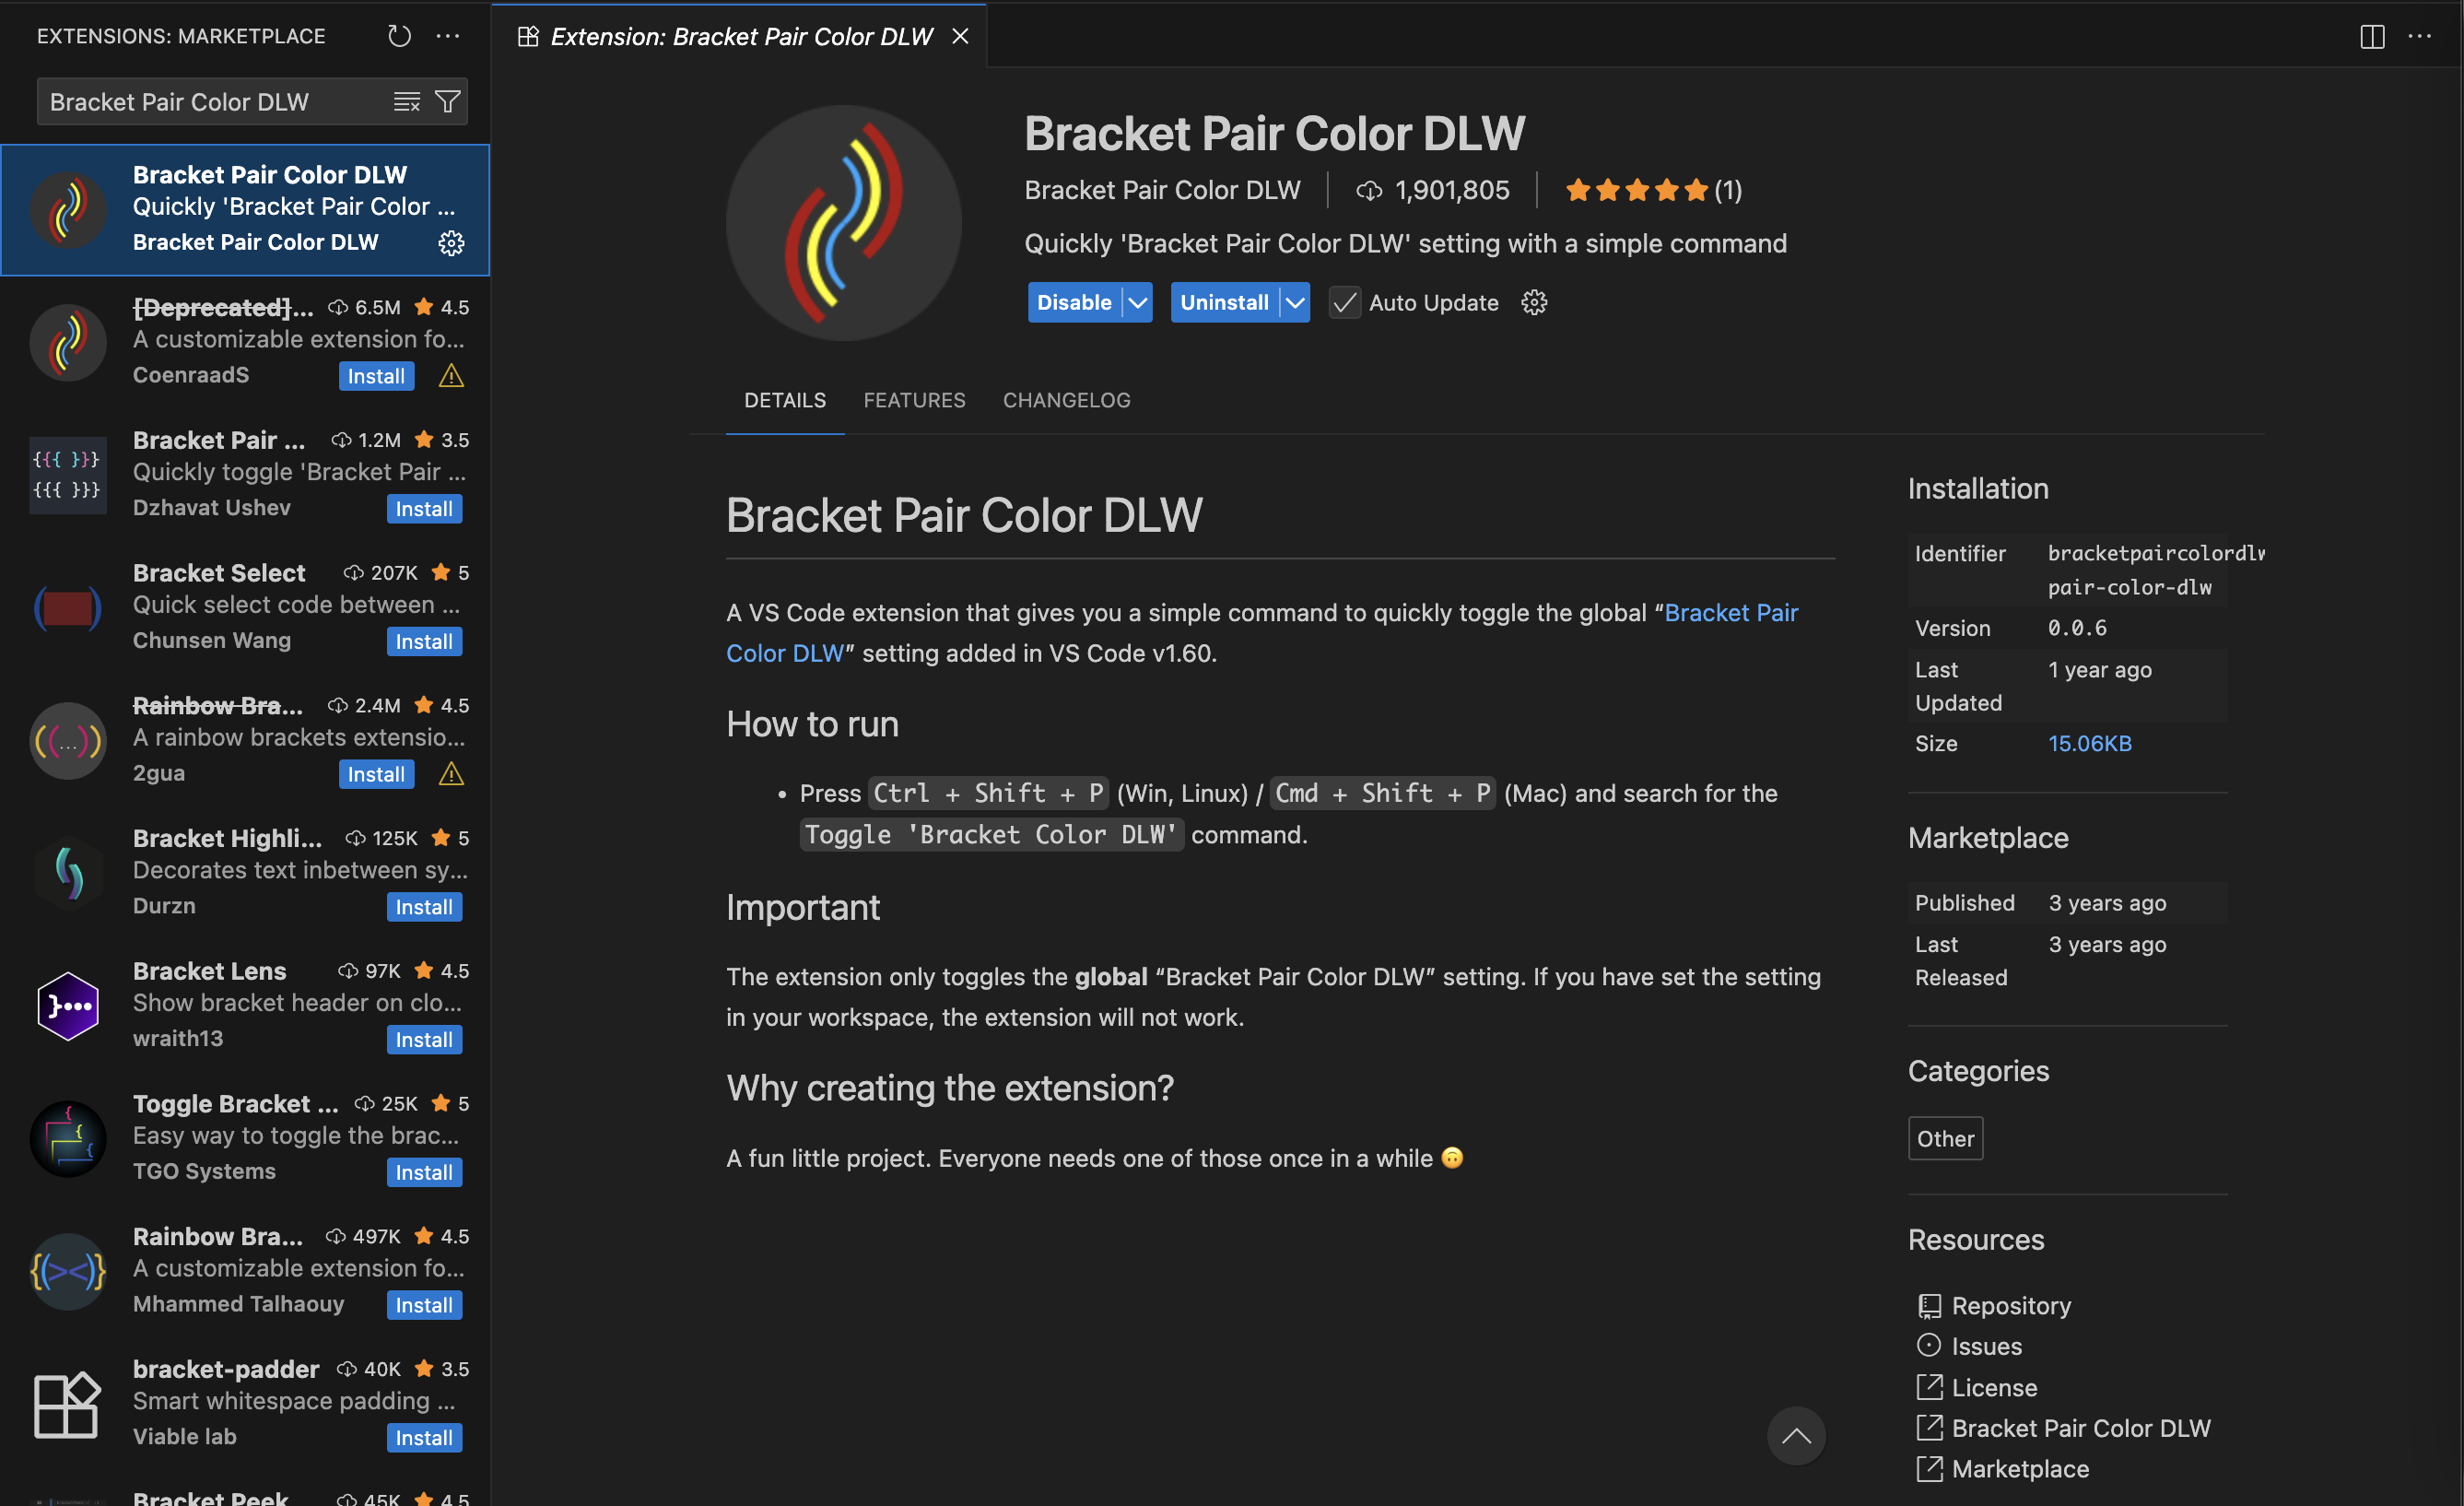 EXTENSIONS: MARKETPLACE
Bracket Pair Color DLW
Bracket Pair Color DLW
Quickly 'Bracket Pair Color ...
Bracket Pair Color DLW
[Deprecated]... 6.5M 4.5
A customizable extension fo...
CoenraadS Install
{{{ }}}
{{{ }}}
Bracket Pair ... 1.2M 3.5
Quickly toggle 'Bracket Pair ...
Dzhavat Ushev Install
Bracket Select 207K 5
Quick select code between ...
Chunsen Wang Install
((...))
Rainbow Bra... 2.4M 4.5
A rainbow brackets extensio...
2gua Install
Bracket Highli... 125K 5
Decorates text inbetween sy...
Durzn Install
Bracket Lens 97K 4.5
Show bracket header on clo...
wraith13 Install
Toggle Bracket ... 25K 5
Easy way to toggle the brac...
TGO Systems Install
{(><)}
Rainbow Bra... 497K 4.5
A customizable extension fo...
Mhammed Talhaouy Install
bracket-padder 40K 3.5
Smart whitespace padding ...
Viable lab Install
Bracket Peek 45K 4.5
Extension: Bracket Pair Color DLW
Bracket Pair Color DLW
Bracket Pair Color DLW | 1,901,805 | (1)
Quickly 'Bracket Pair Color DLW' setting with a simple command
Disable Uninstall Auto Update
DETAILS FEATURES CHANGELOG
Bracket Pair Color DLW
A VS Code extension that gives you a simple command to quickly toggle the global “Bracket Pair
Color DLW” setting added in VS Code v1.60.
How to run
• Press Ctrl + Shift + P (Win, Linux) / Cmd + Shift + P (Mac) and search for the
Toggle 'Bracket Color DLW' command.
Important
The extension only toggles the global “Bracket Pair Color DLW” setting. If you have set the setting
in your workspace, the extension will not work.
Why creating the extension?
A fun little project. Everyone needs one of those once in a while 🙃
Installation
Identifier bracketpaircolordlw
pair-color-dlw
Version 0.0.6
Last 1 year ago
Updated
Size 15.06KB
Marketplace
Published 3 years ago
Last 3 years ago
Released
Categories
Other
Resources
Repository
Issues
License
Bracket Pair Color DLW
Marketplace